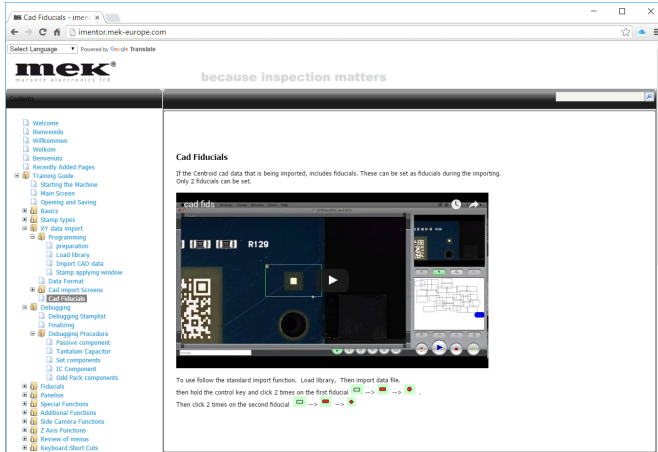 Cad Fiducials - imen
imentor.mek-europe.com
Select Language
Powered by Google Translate
mek®
marantz electronics ltd
because inspection matters
Contents
Welcome
Bienvenido
Willkommen
Welkom
Benvenuto
Recently Added Pages
Training Guide
Starting the Machine
Main Screen
Opening and Saving
Basics
Stamp types
XY data import
Programming
preparation
Load library
Import CAD data
Stamp applying window
Data Format
Cad import Screens
Cad Fiducials
Debugging
Debugging Stamplist
Finalizing
Debugging Procedure
Passive component
Tantalum Capacitor
Sot components
IC Component
Odd Pack components
Fiducials
Panelise
Special Functions
Additional Functions
Side Camera Functions
Z Axis Functions
Review of menus
Keyboard Short Cuts
Cad Fiducials
If the Centroid cad data that is being imported, includes fiducials. These can be set as fiducials during the importing.
Only 2 fiducials can be set.
cad fids
R129
To use follow the standard import function. Load library, Then import data file.
then hold the control key and click 2 times on the first fiducial --> --> .
Then click 2 times on the second fiducial --> -->